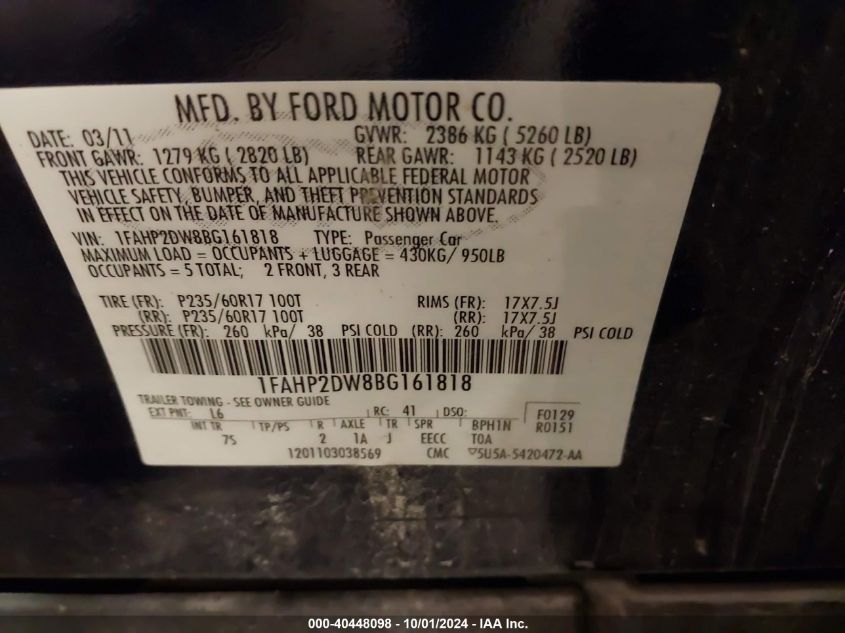 MFD. BY FORD MOTOR CO.
DATE: 03/11 GVWR: 2386 KG ( 5260 LB)
FRONT GAWR: 1279 KG ( 2820 LB) REAR GAWR: 1143 KG ( 2520 LB)
THIS VEHICLE CONFORMS TO ALL APPLICABLE FEDERAL MOTOR
VEHICLE SAFETY, BUMPER, AND THEFT PREVENTION STANDARDS
IN EFFECT ON THE DATE OF MANUFACTURE SHOWN ABOVE.
VIN: 1FAHP2DW8BG161818 TYPE: Passenger Car
MAXIMUM LOAD = OCCUPANTS + LUGGAGE = 430KG/ 950LB
OCCUPANTS = 5 TOTAL; 2 FRONT, 3 REAR
TIRE (FR): P235/60R17 100T RIMS (FR): 17X7.5J
(RR): P235/60R17 100T (RR): 17X7.5J
PRESSURE (FR): 260 kPa/ 38 PSI COLD (RR): 260 kPa/ 38 PSI COLD
1FAHP2DW8BG161818
TRAILER TOWING - SEE OWNER GUIDE
EXT PNT: L6 RC: 41 DSO: F0129
INT TR TP/PS R AXLE TR SPR BPH1N R0151
7S 2 1A J EECC TOA
1201103038569 CMC 5U5A-5420472-AA
000-40448098 - 10/01/2024 - IAA Inc.